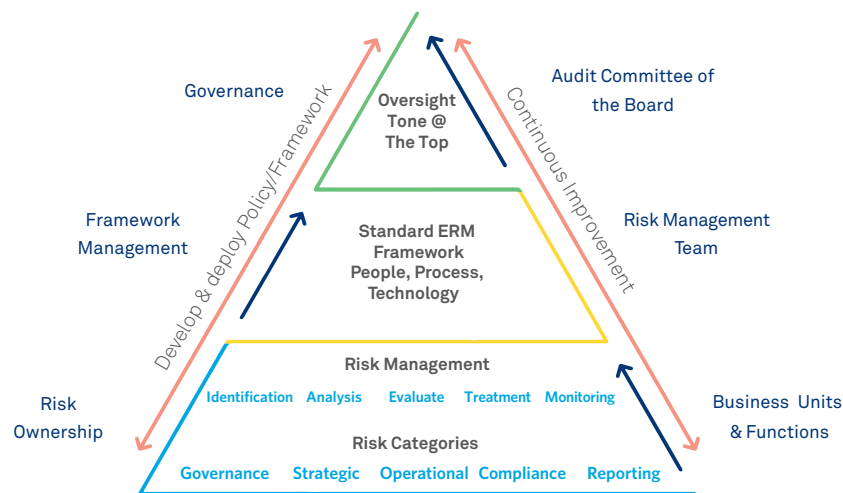 Governance
Oversight
Tone @
The Top
Audit Committee of
the Board
Develop & deploy Policy/Framework
Continuous Improvement
Framework
Management
Standard ERM
Framework
People, Process,
Technology
Risk Management
Team
Risk Management
Identification Analysis Evaluate Treatment Monitoring
Risk
Ownership
Business Units
& Functions
Risk Categories
Governance Strategic Operational Compliance Reporting